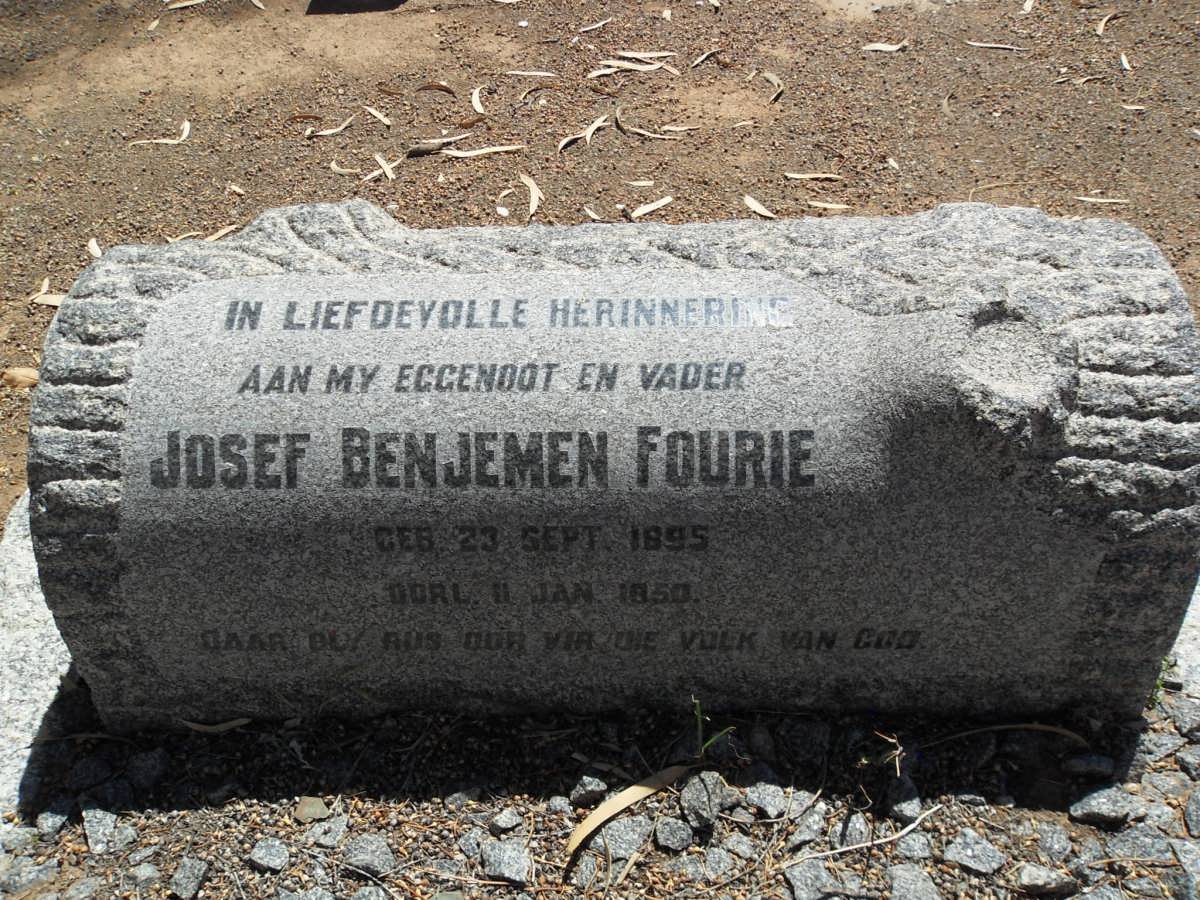 IN LIEFDEVOLLE HERINNERING
AAN MY EGGENOOT EN VADER
JOSEF BENJEMEN FOURIE
GEB. 23 SEPT. 1895
OORL. 11 JAN. 1950.
DAAR BLY RUS OOR VIR DIE VOLK VAN GOD.